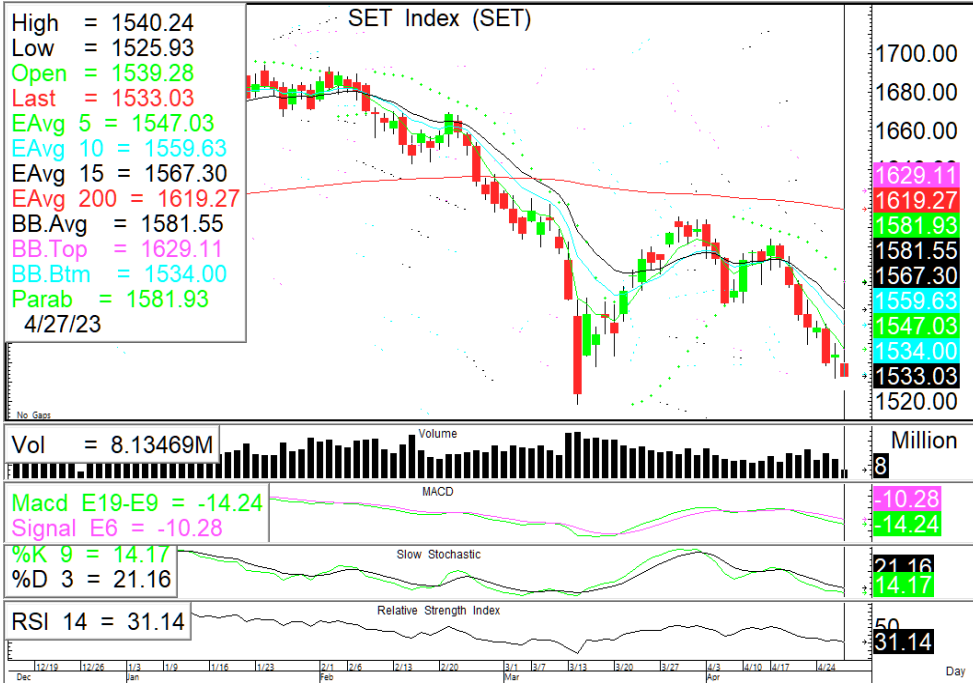 SET Index (SET)
High = 1540.24
Low = 1525.93
Open = 1539.28
Last = 1533.03
EAvg 5 = 1547.03
EAvg 10 = 1559.63
EAvg 15 = 1567.30
EAvg 200 = 1619.27
BB.Avg = 1581.55
BB.Top = 1629.11
BB.Btm = 1534.00
Parab = 1581.93
4/27/23
No Gaps
1700.00
1680.00
1660.00
1629.11
1619.27
1581.93
1581.55
1567.30
1559.63
1547.03
1534.00
1533.03
1520.00
Vol = 8.13469M
Volume
Million
8
Macd E19-E9 = -14.24
Signal E6 = -10.28
MACD
-10.28
-14.24
%K 9 = 14.17
%D 3 = 21.16
Slow Stochastic
21.16
14.17
RSI 14 = 31.14
Relative Strength Index
50
31.14
12/19 12/26 1/3 1/9 1/16 1/23 2/1 2/6 2/13 2/20 3/1 3/7 3/13 3/20 3/27 4/3 4/10 4/17 4/24
Dec Jan Feb Mar Apr Day